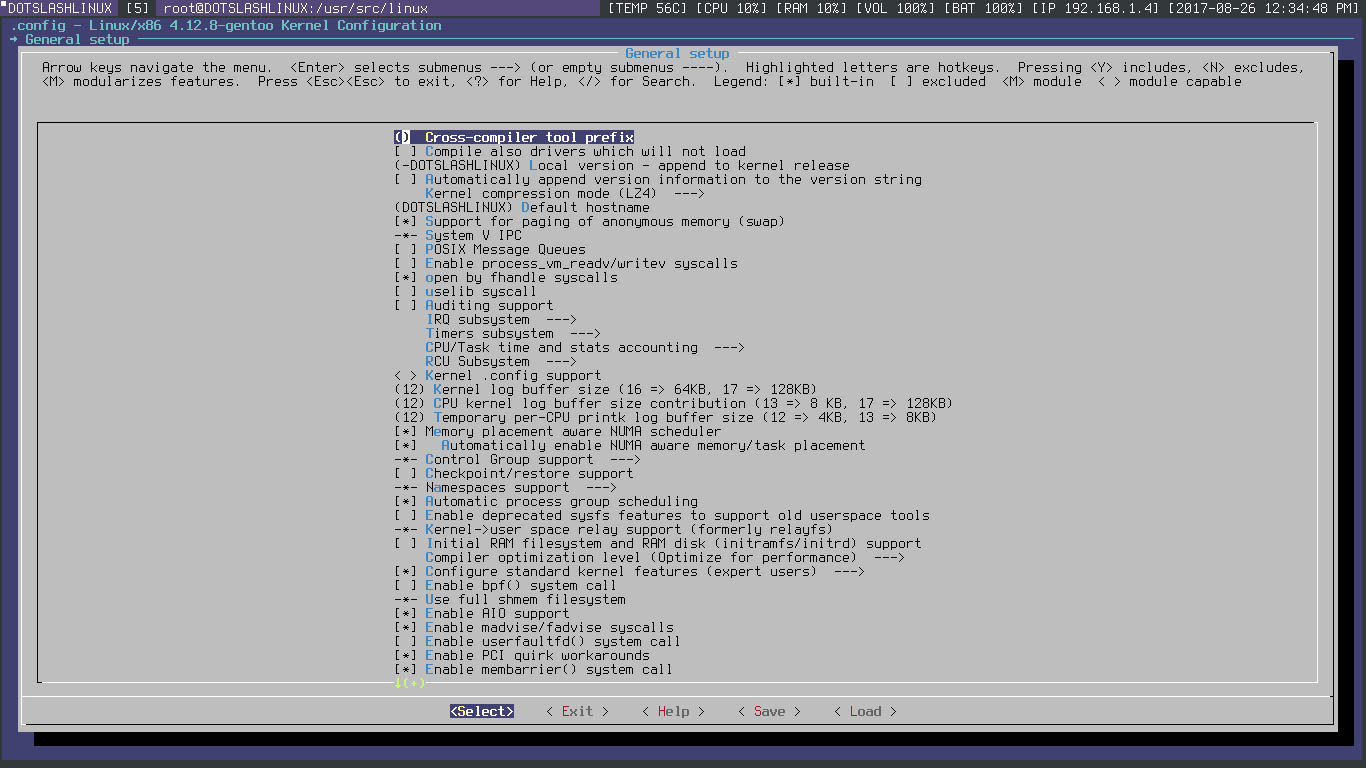 DOTSLASHLINUX [5] root@DOTSLASHLINUX:/usr/src/linux [TEMP 56C] [CPU 10%] [RAM 10%] [VOL 100%] [BAT 100%] [IP 192.168.1.4] [2017-08-26 12:34:48 PM]
.config - Linux/x86 4.12.8-gentoo Kernel Configuration
→ General setup
General setup
Arrow keys navigate the menu.  <Enter> selects submenus ---> (or empty submenus ----).  Highlighted letters are hotkeys.  Pressing <Y> includes, <N> excludes,
<M> modularizes features.  Press <Esc><Esc> to exit, <?> for Help, </> for Search.  Legend: [*] built-in  [ ] excluded  <M> module  < > module capable
()  Cross-compiler tool prefix
[ ] Compile also drivers which will not load
(-DOTSLASHLINUX) Local version - append to kernel release
[ ] Automatically append version information to the version string
Kernel compression mode (LZ4)  --->
(DOTSLASHLINUX) Default hostname
[*] Support for paging of anonymous memory (swap)
-*- System V IPC
[ ] POSIX Message Queues
[ ] Enable process_vm_readv/writev syscalls
[*] open by fhandle syscalls
[ ] uselib syscall
[ ] Auditing support
IRQ subsystem  --->
Timers subsystem  --->
CPU/Task time and stats accounting  --->
RCU Subsystem  --->
< > Kernel .config support
(12) Kernel log buffer size (16 => 64KB, 17 => 128KB)
(12) CPU kernel log buffer size contribution (13 => 8 KB, 17 => 128KB)
(12) Temporary per-CPU printk log buffer size (12 => 4KB, 13 => 8KB)
[*] Memory placement aware NUMA scheduler
[*]   Automatically enable NUMA aware memory/task placement
-*- Control Group support  --->
[ ] Checkpoint/restore support
-*- Namespaces support  --->
[*] Automatic process group scheduling
[ ] Enable deprecated sysfs features to support old userspace tools
-*- Kernel->user space relay support (formerly relayfs)
[ ] Initial RAM filesystem and RAM disk (initramfs/initrd) support
Compiler optimization level (Optimize for performance)  --->
[*] Configure standard kernel features (expert users)  --->
[ ] Enable bpf() system call
-*- Use full shmem filesystem
[*] Enable AIO support
[*] Enable madvise/fadvise syscalls
[ ] Enable userfaultfd() system call
[*] Enable PCI quirk workarounds
[*] Enable membarrier() system call
↓(+)
<Select>    < Exit >    < Help >    < Save >    < Load >